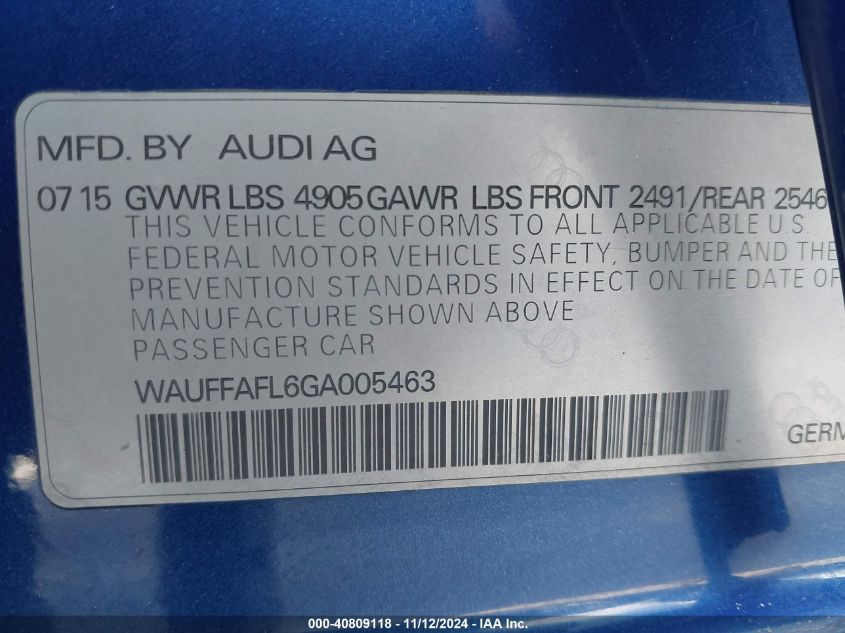 MFD. BY AUDI AG
07 15 GVWR LBS 4905 GAWR LBS FRONT 2491/REAR 2546
THIS VEHICLE CONFORMS TO ALL APPLICABLE U.S.
FEDERAL MOTOR VEHICLE SAFETY, BUMPER AND THE
PREVENTION STANDARDS IN EFFECT ON THE DATE OF
MANUFACTURE SHOWN ABOVE
PASSENGER CAR
WAUFFAFL6GA005463
GERM
000-40809118 - 11/12/2024 - IAA Inc.